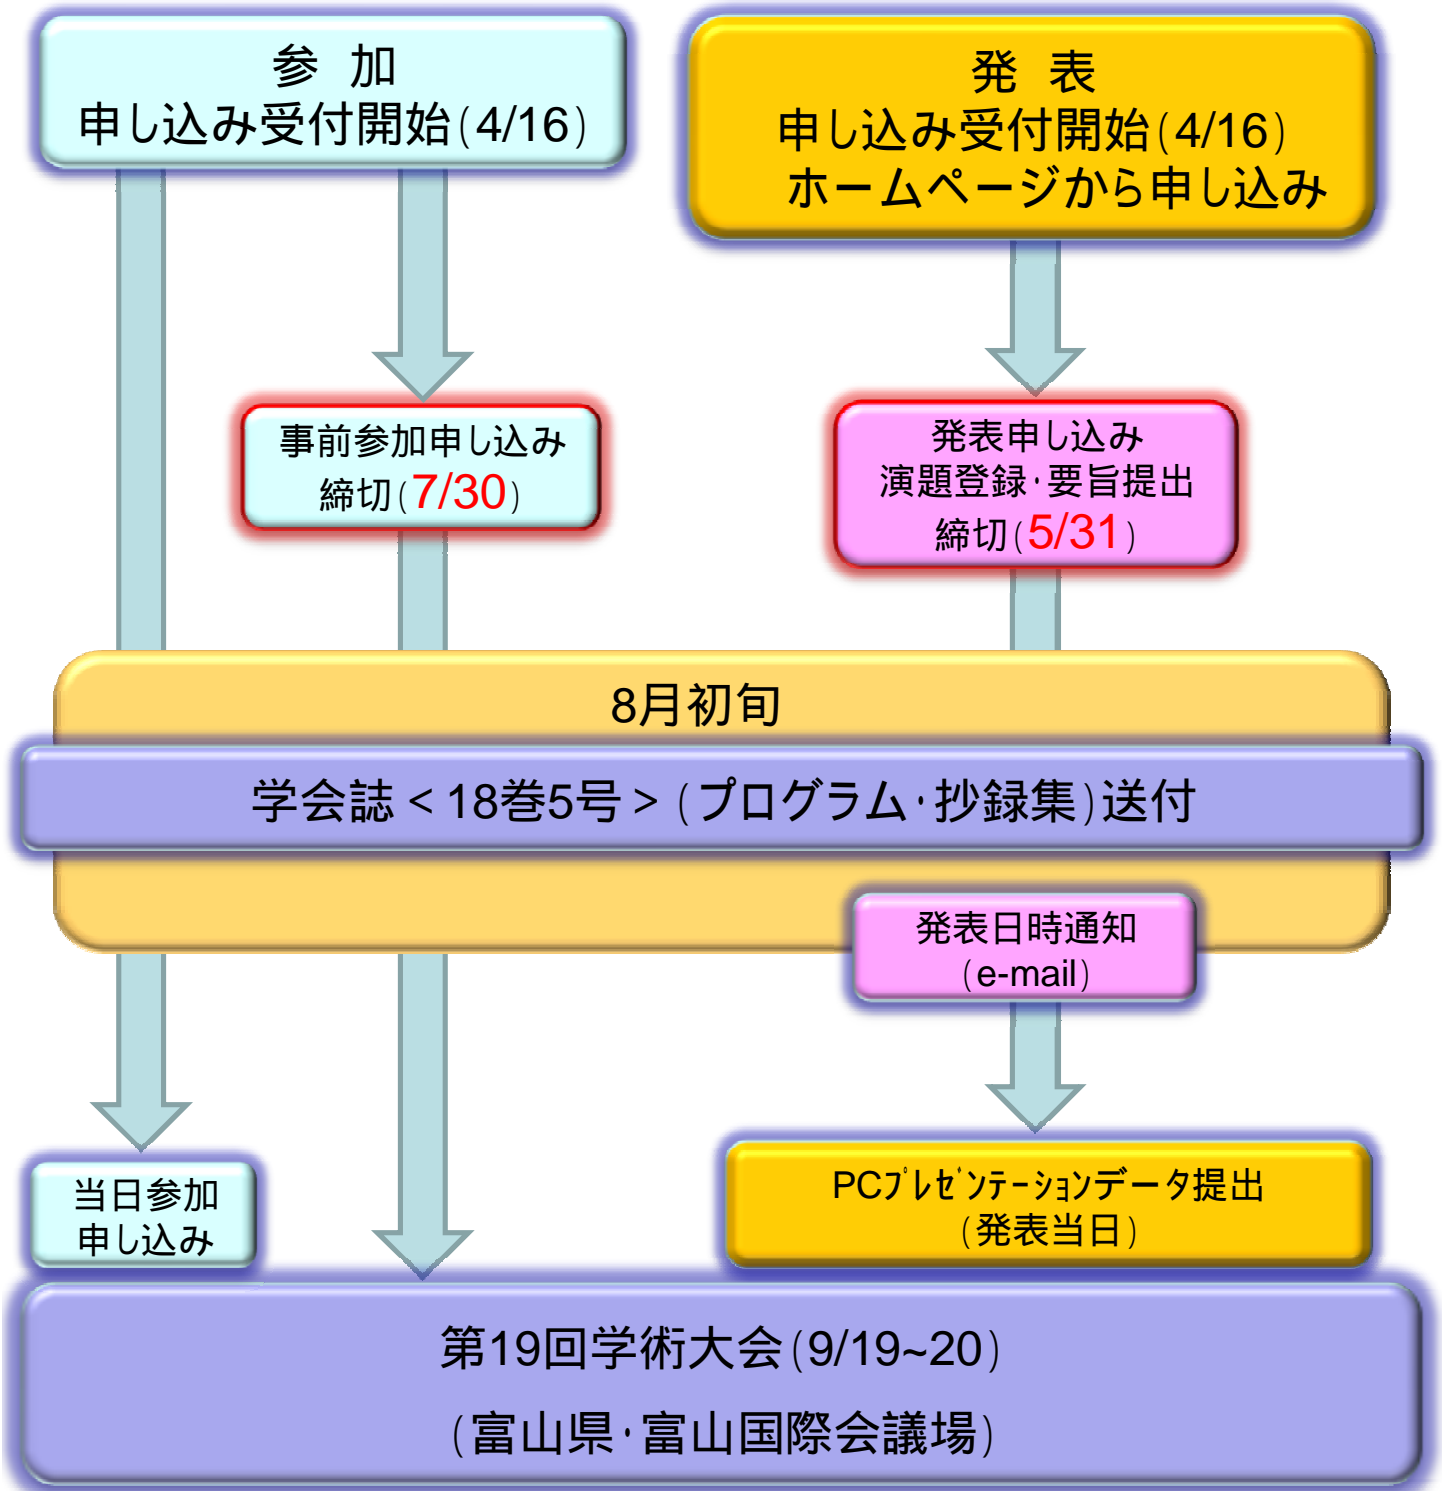 参 加
申し込み受付開始(4/16)
発 表
申し込み受付開始(4/16)
ホームページから申し込み
事前参加申し込み
締切(7/30)
発表申し込み
演題登録・要旨提出
締切(5/31)
8月初旬
学会誌<18巻5号>(プログラム・抄録集)送付
発表日時通知
(e-mail)
当日参加
申し込み
PCプレゼンテーションデータ提出
(発表当日)
第19回学術大会(9/19~20)
(富山県・富山国際会議場)